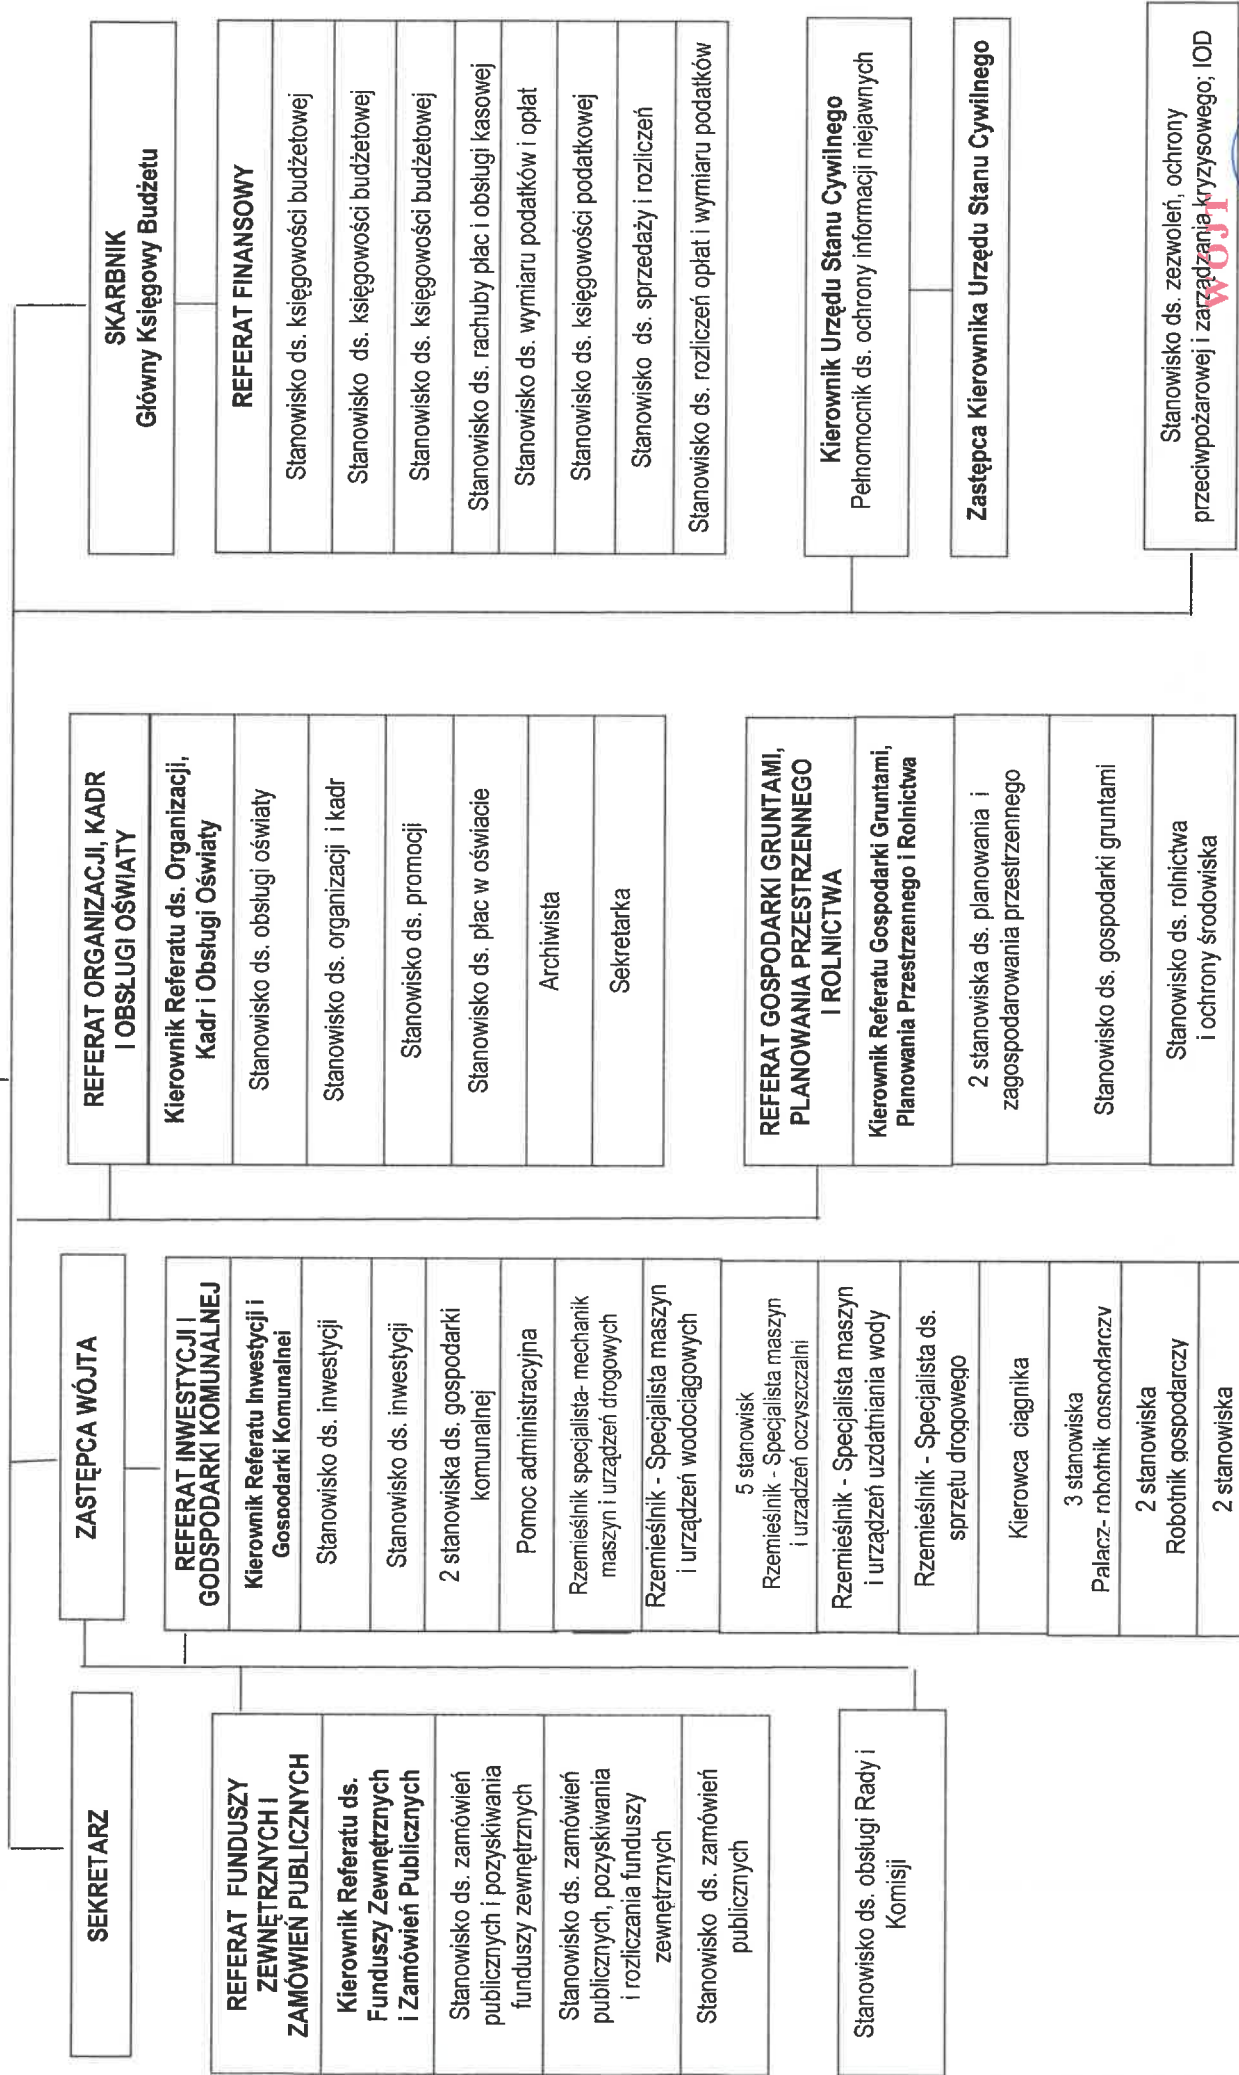 SEKRETARZ
REFERAT FUNDUSZY
ZEWNĘTRZNYCH I
ZAMÓWIEŃ PUBLICZNYCH
Kierownik Referatu ds.
Funduszy Zewnętrznych
i Zamówień Publicznych
Stanowisko ds. zamówień
publicznych i pozyskiwania
funduszy zewnętrznych
Stanowisko ds. zamówień
publicznych, pozyskiwania
i rozliczania funduszy
zewnętrznych
Stanowisko ds. zamówień
publicznych
Stanowisko ds. obsługi Rady i
Komisji
ZASTĘPCA WÓJTA
REFERAT INWESTYCJI I
GODSPODARKI KOMUNALNEJ
Kierownik Referatu Inwestycji i
Gospodarki Komunalnej
Stanowisko ds. inwestycji
Stanowisko ds. inwestycji
2 stanowiska ds. gospodarki
komunalnej
Pomoc administracyjna
Rzemieślnik specjalista- mechanik
maszyn i urządzeń drogowych
Rzemieślnik - Specjalista maszyn
i urządzeń wodociągowych
5 stanowisk
Rzemieślnik - Specjalista maszyn
i urządzeń oczyszczalni
Rzemieślnik - Specjalista maszyn
i urządzeń uzdatniania wody
Rzemieślnik - Specjalista ds.
sprzętu drogowego
Kierowca ciągnika
3 stanowiska
Palacz- robotnik gospodarczy
2 stanowiska
Robotnik gospodarczy
2 stanowiska
REFERAT ORGANIZACJI, KADR
I OBSŁUGI OŚWIATY
Kierownik Referatu ds. Organizacji,
Kadr i Obsługi Oświaty
Stanowisko ds. obsługi oświaty
Stanowisko ds. organizacji i kadr
Stanowisko ds. promocji
Stanowisko ds. płac w oświacie
Archiwista
Sekretarka
REFERAT GOSPODARKI GRUNTAMI,
PLANOWANIA PRZESTRZENNEGO
I ROLNICTWA
Kierownik Referatu Gospodarki Gruntami,
Planowania Przestrzennego i Rolnictwa
2 stanowiska ds. planowania i
zagospodarowania przestrzennego
Stanowisko ds. gospodarki gruntami
Stanowisko ds. rolnictwa
i ochrony środowiska
SKARBNIK
Główny Księgowy Budżetu
REFERAT FINANSOWY
Stanowisko ds. księgowości budżetowej
Stanowisko ds. księgowości budżetowej
Stanowisko ds. księgowości budżetowej
Stanowisko ds. rachuby płac i obsługi kasowej
Stanowisko ds. wymiaru podatków i opłat
Stanowisko ds. księgowości podatkowej
Stanowisko ds. sprzedaży i rozliczeń
Stanowisko ds. rozliczeń opłat i wymiaru podatków
Kierownik Urzędu Stanu Cywilnego
Pełnomocnik ds. ochrony informacji niejawnych
Zastępca Kierownika Urzędu Stanu Cywilnego
Stanowisko ds. zezwoleń, ochrony
przeciwpożarowej i zarządzania kryzysowego; IOD
WÓJT